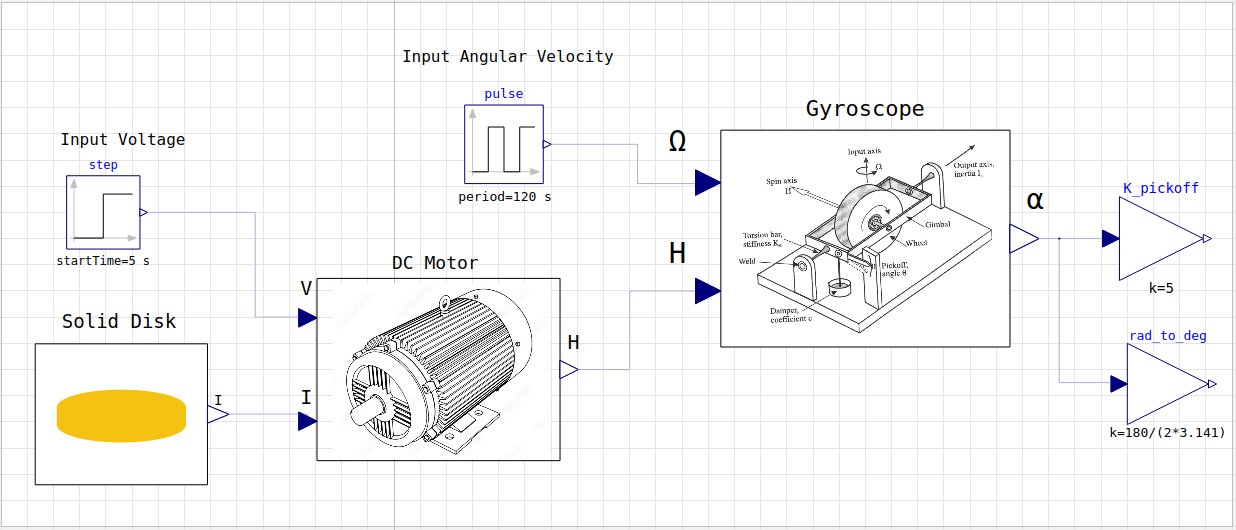 Input Angular Velocity
pulse
Gyroscope
Input Voltage
step
Ω
period=120 s
startTime=5 s
Input axis
Ω
Output axis,
inertia I,
Spin axis
H
Gimbal
Torsion bar,
stiffness K
Wheel
Weld
Pickoff,
angle θ
Damper,
coefficient c
α
K_pickoff
k=5
H
DC Motor
V
Solid Disk
H
rad_to_deg
I
I
k=180/(2*3.141)